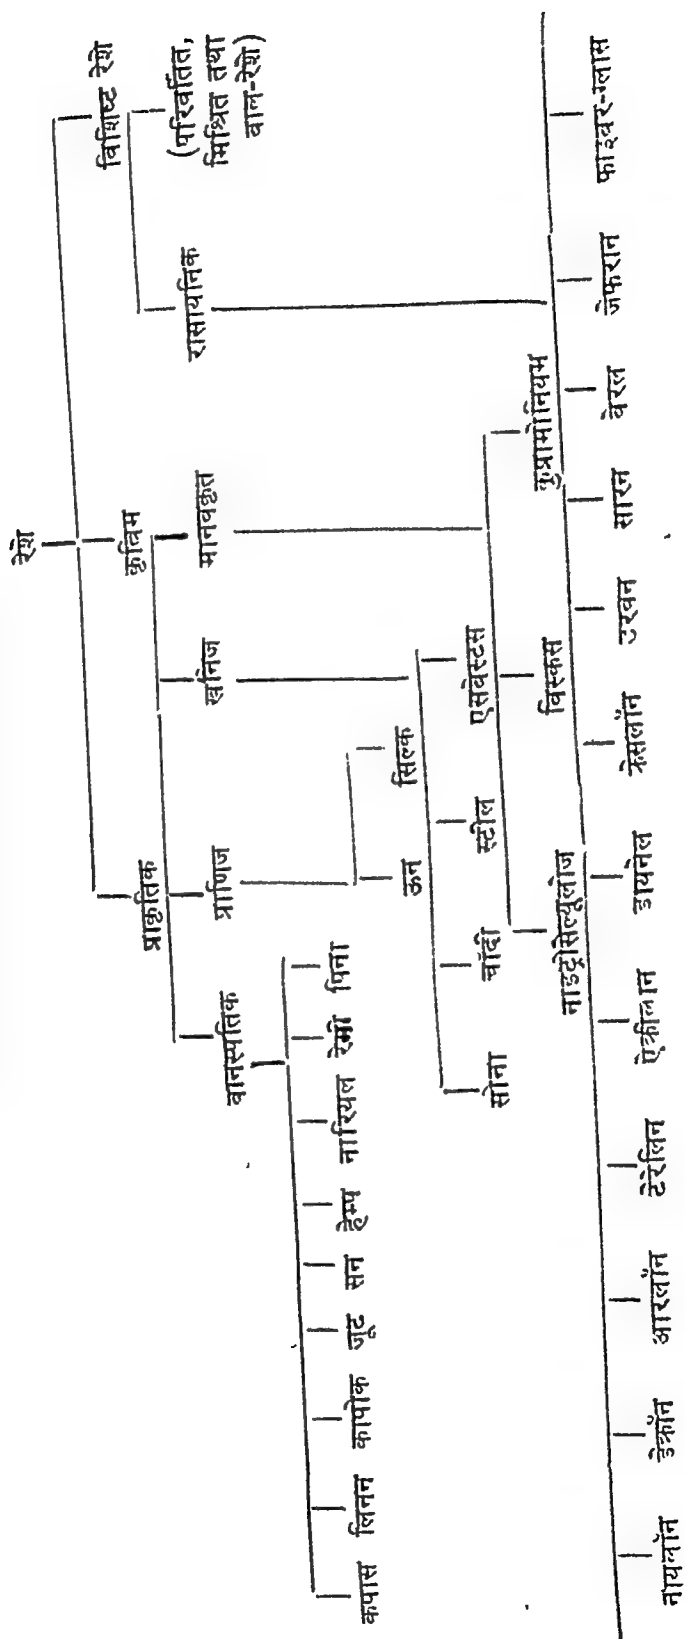 रेशे
प्राकृतिक कृत्रिम विशिष्ट रेशे
वानस्पतिक प्राणिज खनिज मानवकृत रासायनिक (परिवर्तित,
मिश्रित तथा
वाल-रेशे)
कपास लिनन कापोक जूट सन हेम्प नारियल रेमी पिना
ऊन सिल्क
सोना चाँदी स्टील एसबेस्टस
नाइट्रोसेल्यूलोज विस्कस कुप्रामोनियम
नायलॉन डेक्रॉन आरलॉन टेरेलिन ऐक्रीलान डायनेल क्रेसलॉन टरवन सारन वेरल जेफरान फाइबर-ग्लास